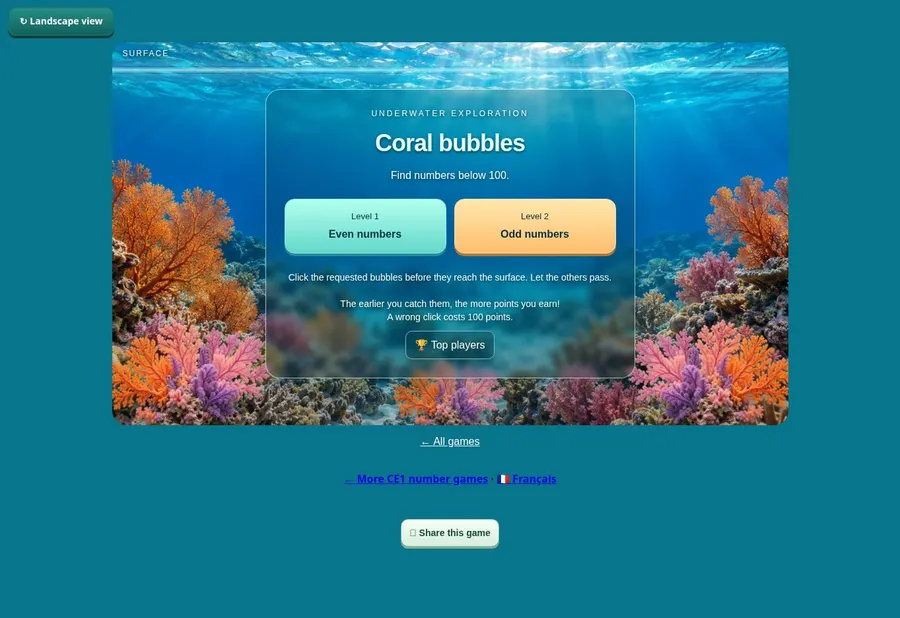 ↻ Landscape view
SURFACE
UNDERWATER EXPLORATION
Coral bubbles
Find numbers below 100.
Level 1
Even numbers
Level 2
Odd numbers
Click the requested bubbles before they reach the surface. Let the others pass.
The earlier you catch them, the more points you earn!
A wrong click costs 100 points.
🏆 Top players
← All games
← More CE1 number games · 🇫🇷 Français
Share this game